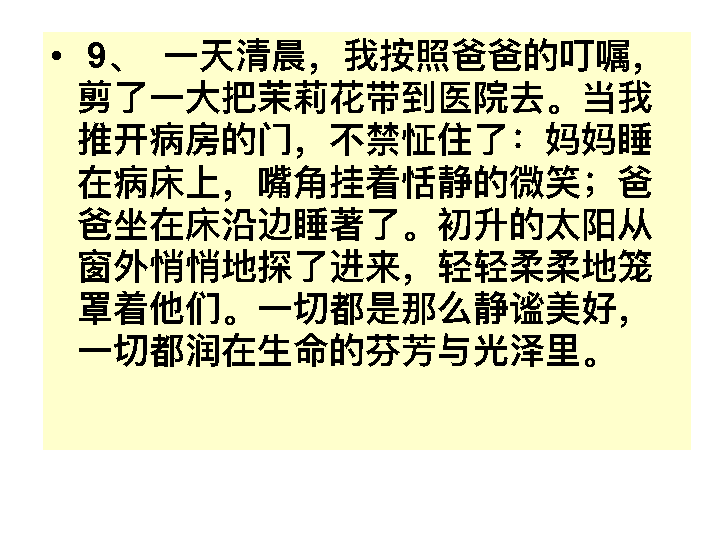 • 9、 一天清晨，我按照爸爸的叮嘱，
剪了一大把茉莉花带到医院去。当我
推开病房的门，不禁怔住了：妈妈睡
在病床上，嘴角挂着恬静的微笑；爸
爸坐在床沿边睡著了。初升的太阳从
窗外悄悄地探了进来，轻轻柔柔地笼
罩着他们。一切都是那么静谧美好，
一切都润在生命的芬芳与光泽里。